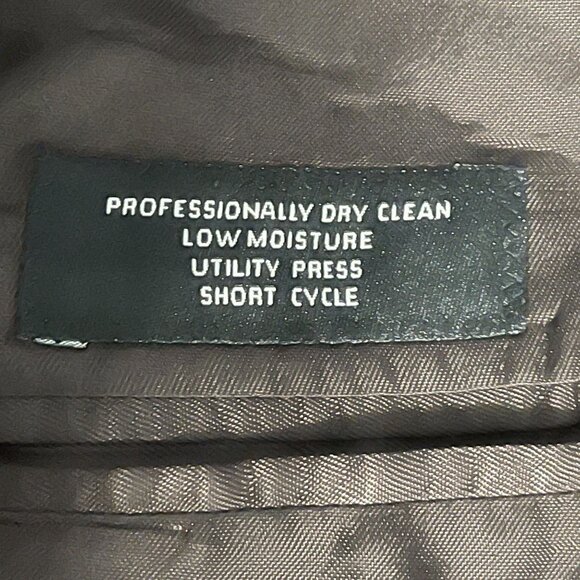 PROFESSIONALLY DRY CLEAN
LOW MOISTURE
UTILITY PRESS
SHORT CYCLE